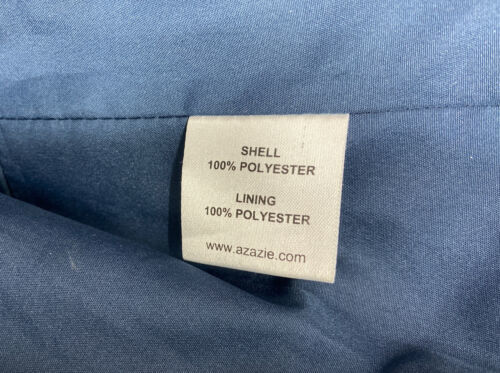 SHELL
100% POLYESTER
LINING
100% POLYESTER
www.azazie.com